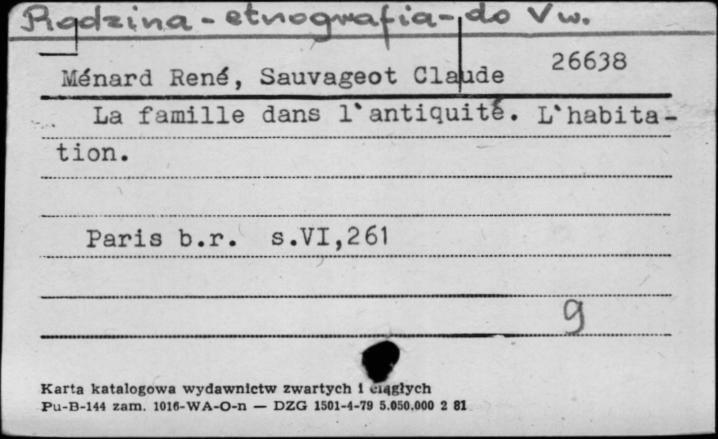 Rodzina - etnografia - do V w.
26638
Ménard René, Sauvageot Claude
La famille dans l'antiquité. L'habita-
tion.
Paris b.r. s.VI,261
9
Karta katalogowa wydawnictw zwartych i ciągłych
Pu-B-144 zam. 1016-WA-O-n — DZG 1501-4-79 5.050.000 2 81